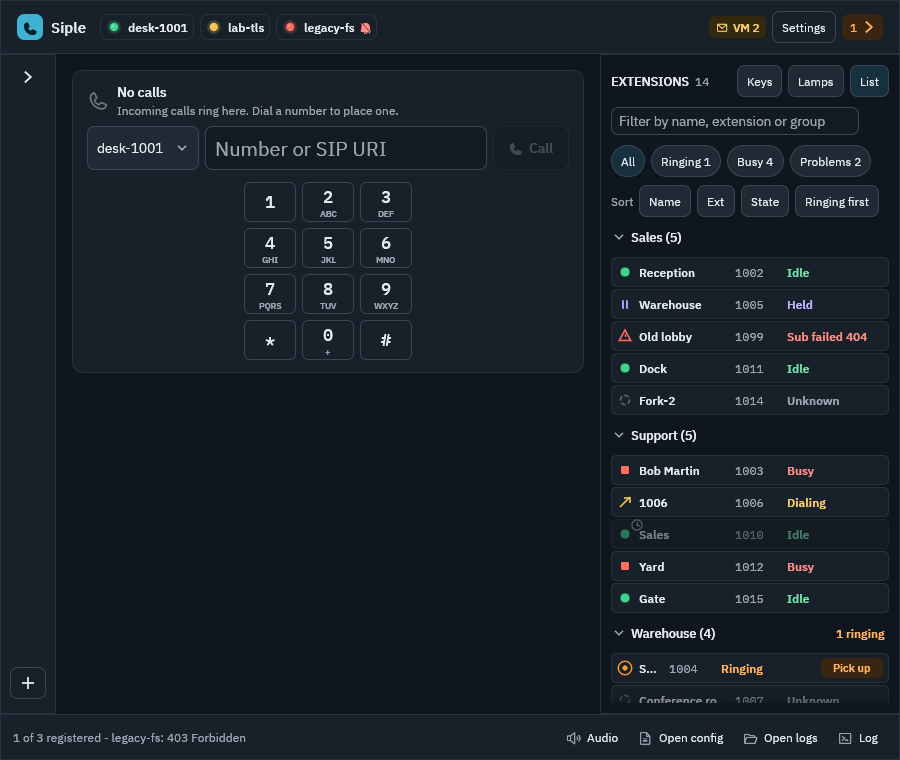 Siple
desk-1001
lab-tls
legacy-fs
VM 2
Settings
1
No calls
Incoming calls ring here. Dial a number to place one.
desk-1001
Number or SIP URI
Call
1
2
ABC
3
DEF
4
GHI
5
JKL
6
MNO
7
PQRS
8
TUV
9
WXYZ
*
0
+
#
EXTENSIONS 14
Keys
Lamps
List
Filter by name, extension or group
All
Ringing 1
Busy 4
Problems 2
Sort
Name
Ext
State
Ringing first
Sales (5)
Reception 1002 Idle
Warehouse 1005 Held
Old lobby 1099 Sub failed 404
Dock 1011 Idle
Fork-2 1014 Unknown
Support (5)
Bob Martin 1003 Busy
1006 1006 Dialing
Sales 1010 Idle
Yard 1012 Busy
Gate 1015 Idle
Warehouse (4) 1 ringing
S... 1004 Ringing Pick up
Conference ro 1007 Unknown
1 of 3 registered - legacy-fs: 403 Forbidden
Audio
Open config
Open logs
Log